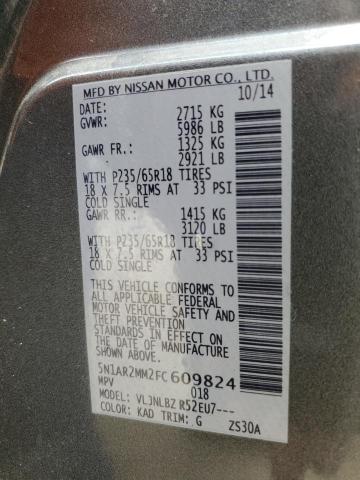 MFD BY NISSAN MOTOR CO., LTD.
10/14
DATE:
GVWR: 2715 KG
5986 LB
GAWR FR: 1325 KG
2921 LB
WITH P235/65R18 TIRES
18 X 7.5 RIMS AT 33 PSI
COLD SINGLE
GAWR RR: 1415 KG
3120 LB
WITH P235/65R18 TIRES
18 X 7.5 RIMS AT 33 PSI
COLD SINGLE
THIS VEHICLE CONFORMS TO
ALL APPLICABLE FEDERAL
MOTOR VEHICLE SAFETY AND
THEFT PREVENTION
STANDARDS IN EFFECT ON THE
DATE OF MFR. SHOWN ABOVE.
5N1AR2MM2FC609824
MPV 018
MODEL: VLJNLBZ R52EU7---
COLOR: KAD TRIM: G ZS30A